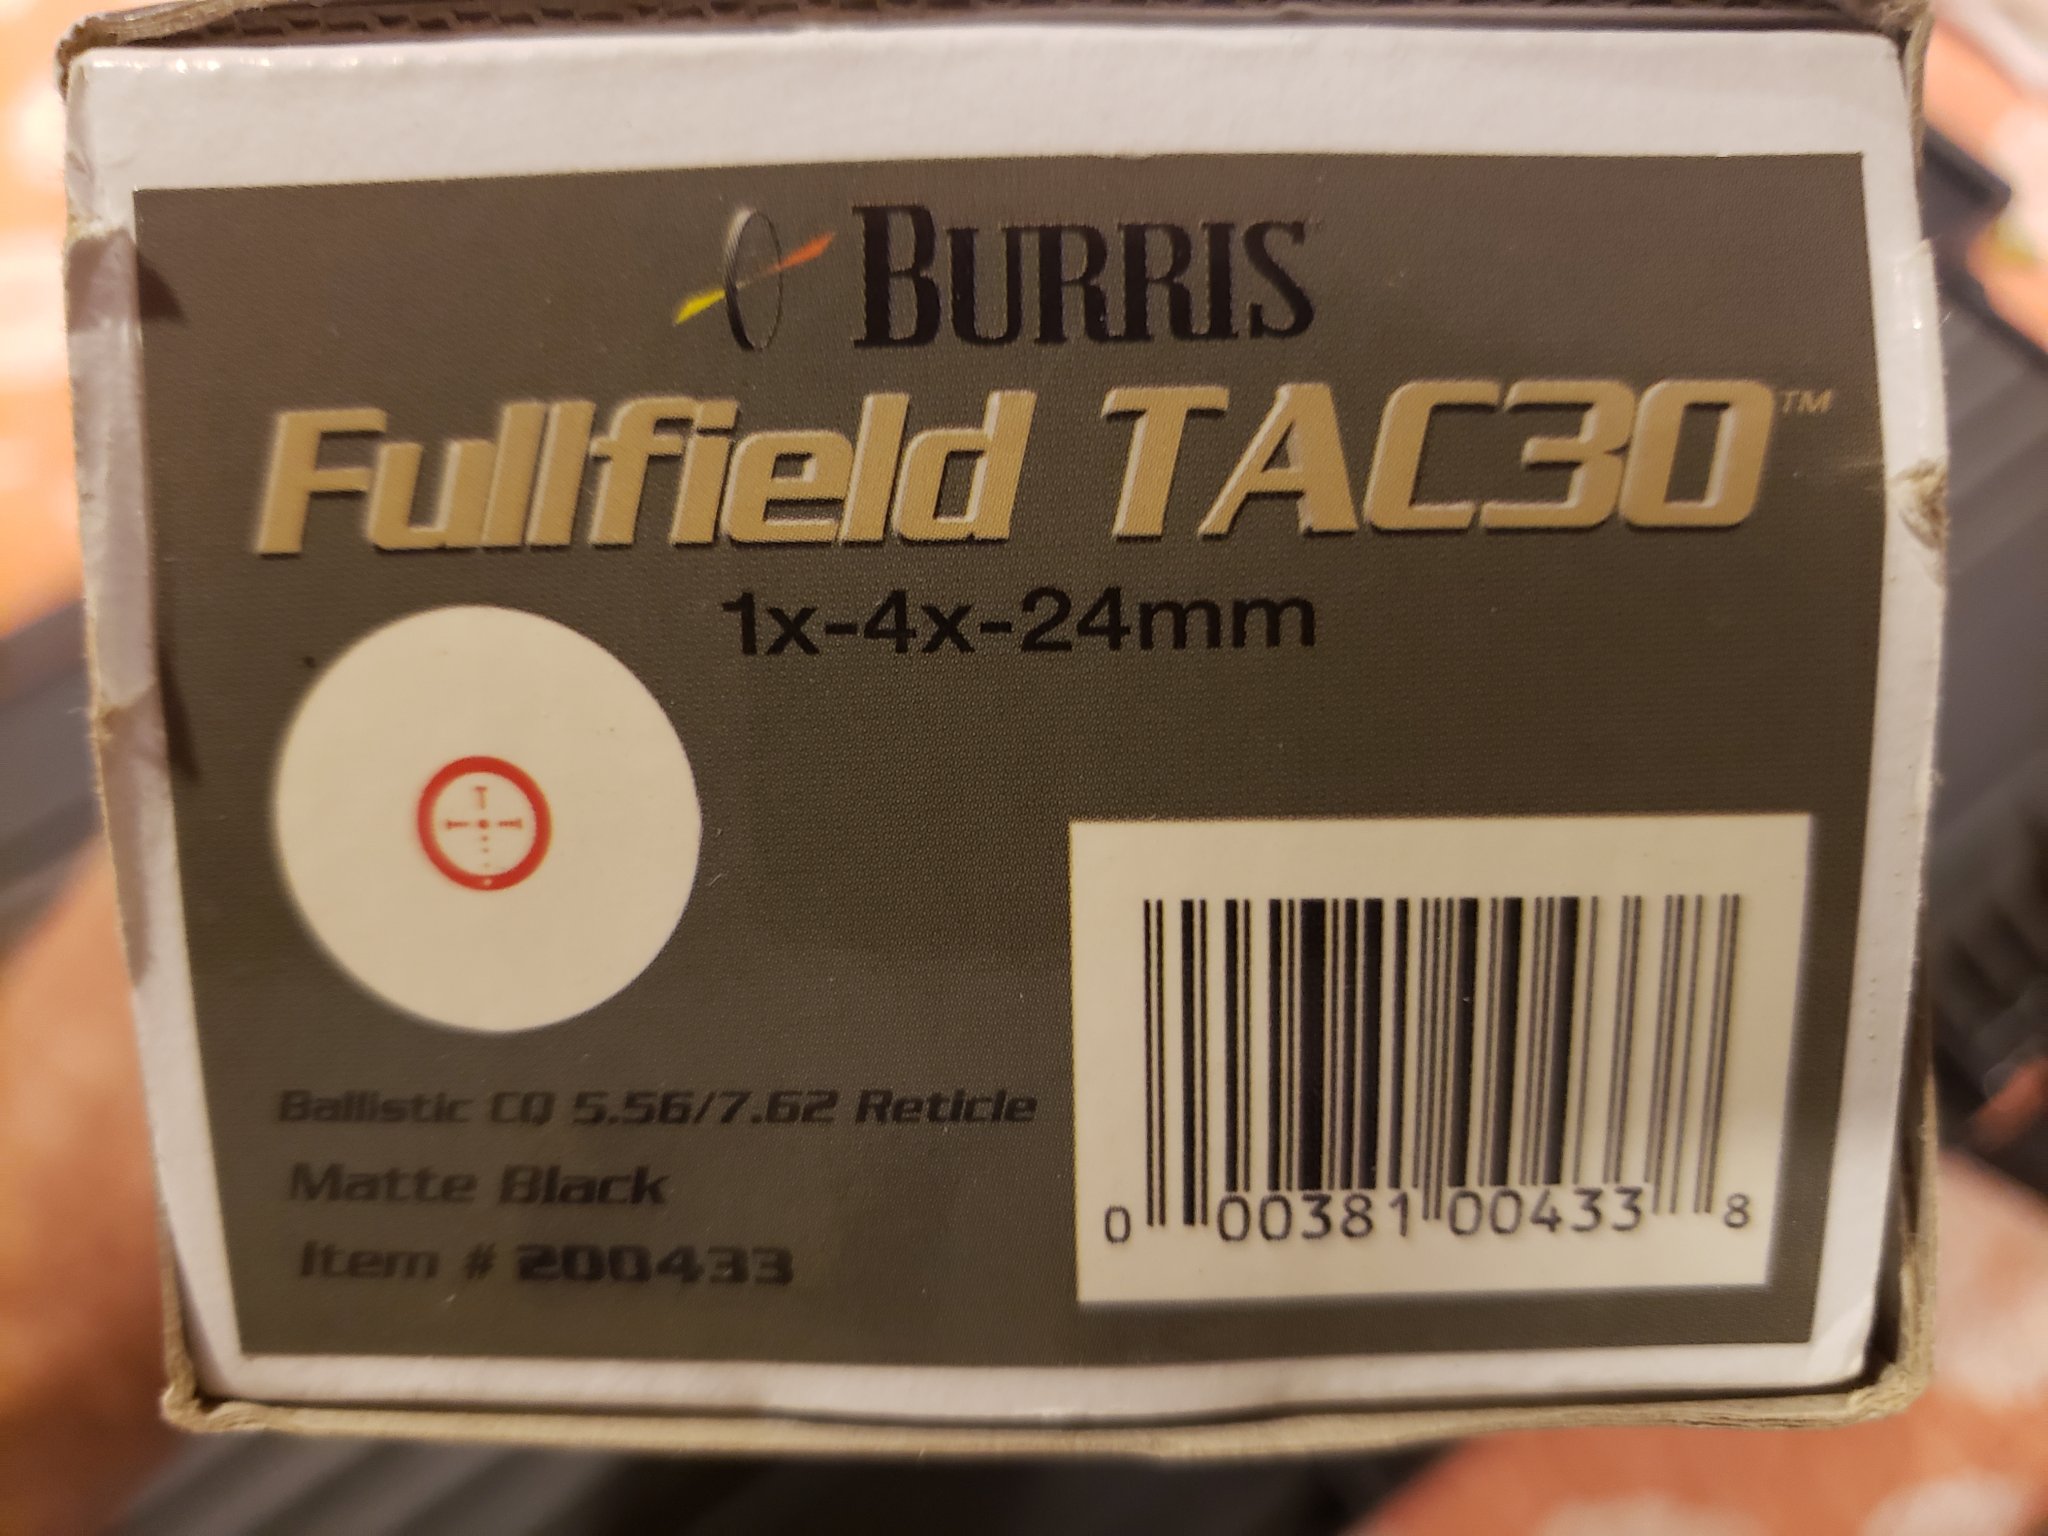 BURRIS
Fullfield TAC30™
1x-4x-24mm
Ballistic CQ 5.56/7.62 Reticle
Matte Black
Item # 200433
0 00381 00433 8